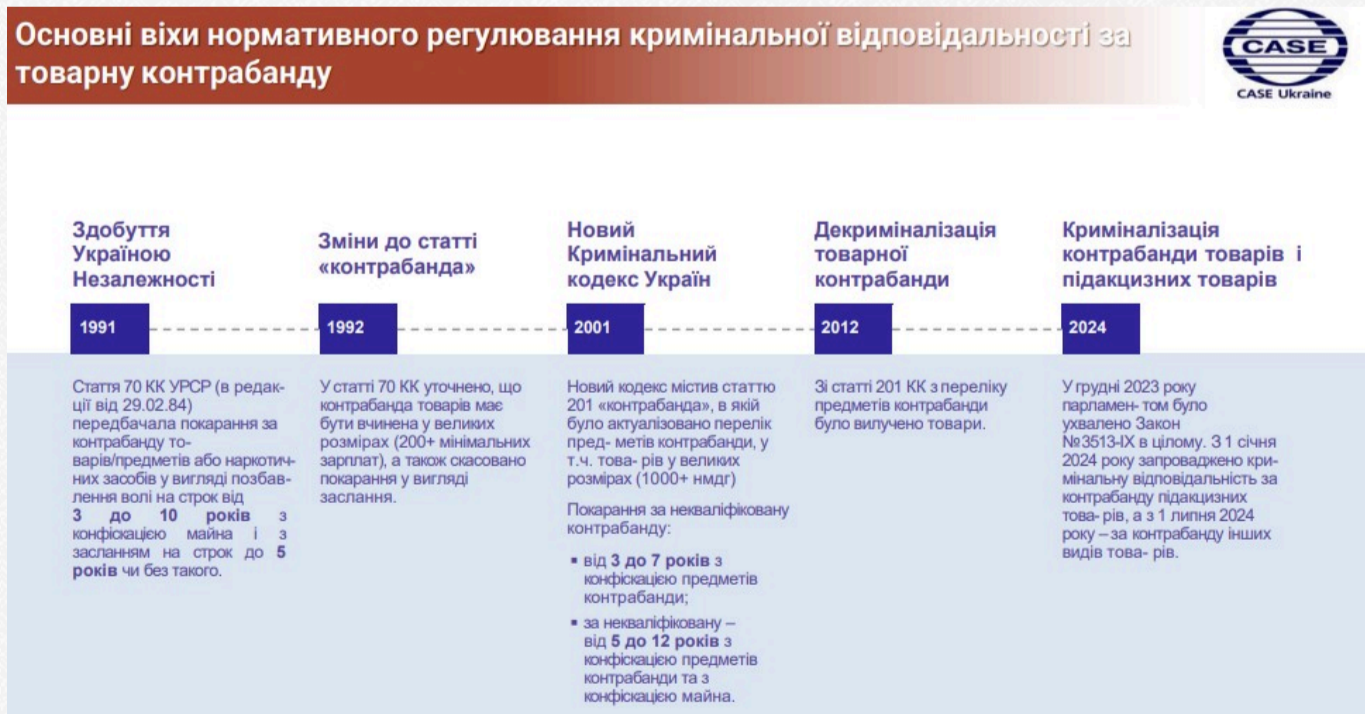 Основні віхи нормативного регулювання кримінальної відповідальності за
товарну контрабанду
CASE
CASE Ukraine
Здобуття
Україною
Незалежності
1991
Стаття 70 КК УРСР (в редак-
ції від 29.02.84)
передбачала покарання за
контрабанду то-
варів/предметів або наркотич-
них засобів у вигляді позбав-
лення волі на строк від
3 до 10 років з
конфіскацією майна і з
засланням на строк до 5
років чи без такого.
Зміни до статті
«контрабанда»
1992
У статті 70 КК уточнено, що
контрабанда товарів має
бути вчинена у великих
розмірах (200+ мінімальних
зарплат), а також скасовано
покарання у вигляді
заслання.
Новий
Кримінальний
кодекс Україн
2001
Новий кодекс містив статтю
201 «контрабанда», в якій
було актуалізовано перелік
пред- метів контрабанди, у
т.ч. това- рів у великих
розмірах (1000+ нмдг)
Покарання за некваліфіковану
контрабанду:
▪ від 3 до 7 років з
конфіскацією предметів
контрабанди;
▪ за некваліфіковану –
від 5 до 12 років з
конфіскацією предметів
контрабанди та з
конфіскацією майна.
Декриміналізація
товарної
контрабанди
2012
Зі статті 201 КК з переліку
предметів контрабанди
було вилучено товари.
Криміналізація
контрабанди товарів і
підакцизних товарів
2024
У грудні 2023 року
парламен- том було
ухвалено Закон
№3513-IX в цілому. З 1 січня
2024 року запроваджено кри-
мінальну відповідальність за
контрабанду підакцизних
това- рів, а з 1 липня 2024
року – за контрабанду інших
видів това- рів.